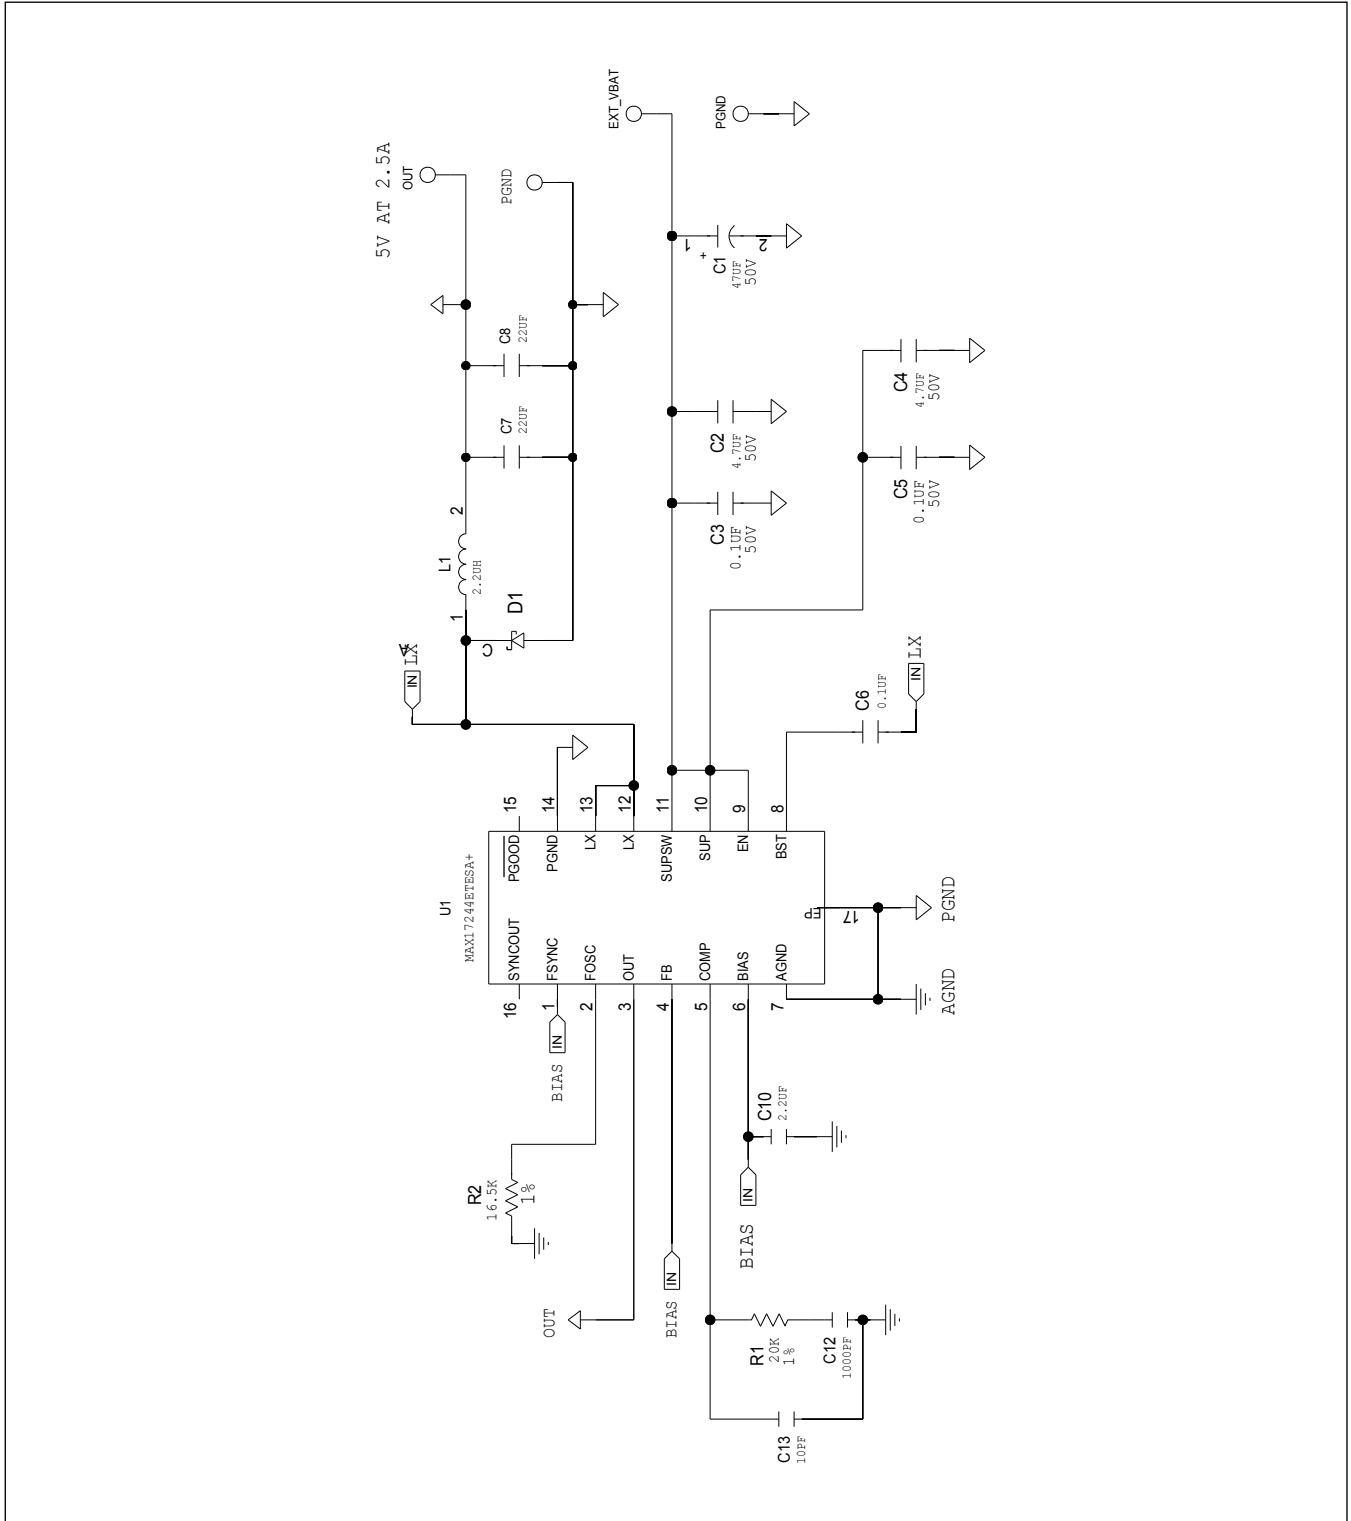 5V AT 2.5A
OUT
PGND
EXT_VBAT
PGND
C8
22UF
C7
22UF
L1
2.2UH
1
2
D1
C
A
IN
LX
1
2
+
C1
47UF
50V
C2
4.7UF
50V
C3
0.1UF
50V
C4
4.7UF
50V
C5
0.1UF
50V
C6
0.1UF
IN
LX
U1
MAX17244ETESA+
15
PGOOD
14
PGND
13
LX
12
LX
11
SUPSW
10
SUP
9
EN
8
BST
EP
17
PGND
AGND
16
SYNCOUT
1
FSYNC
2
FOSC
3
OUT
4
FB
5
COMP
6
BIAS
7
AGND
IN
BIAS
R2
16.5K
1%
OUT
IN
BIAS
IN
BIAS
C10
2.2UF
R1
20K
1%
C12
1000PF
C13
10PF